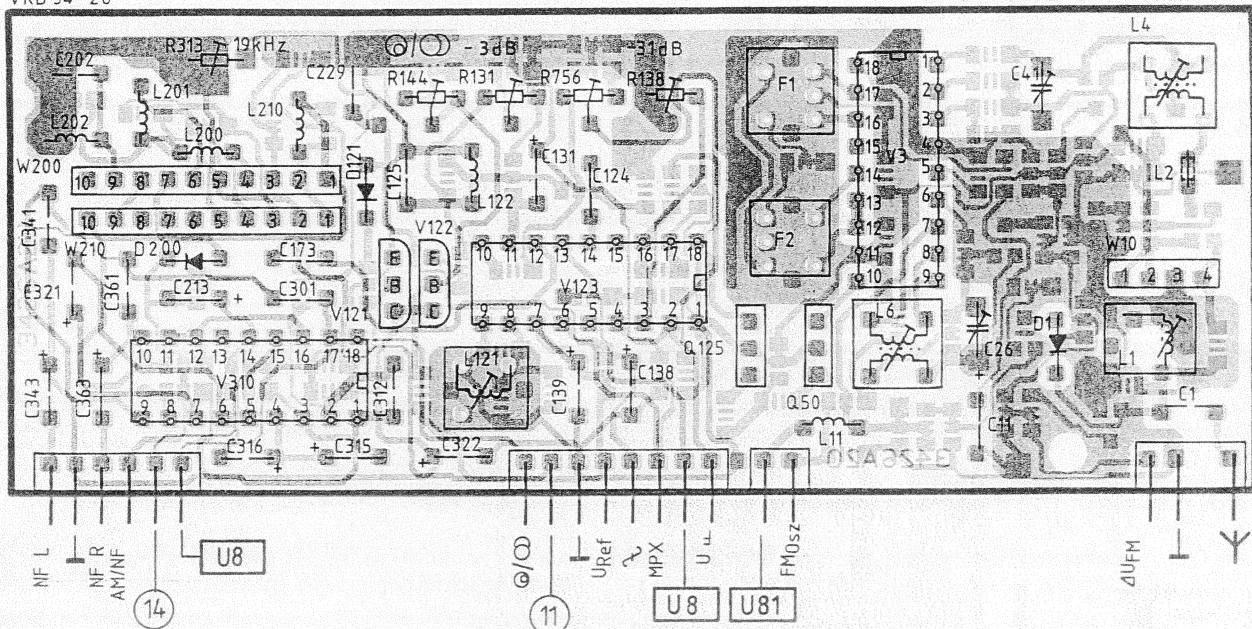 R313 19kHz
-3dB
-31dB
L4
C202
C229
R144
R131
R756
R138
F1
18
1
C41
17
2
L201
L210
16
3
L202
L200
C131
15
V3
4
D121
C125
C124
14
5
L2
W200
L122
13
6
10 9 8 7 6 5 4 3 2 1
C341
12
7
10 9 8 7 6 5 4 3 2 1
V122
F2
11
8
W10
W210
D200
C173
10 11 12 13 14 15 16 17 18
10
9
1 2 3 4
C361
E E
C321
C213
+
C301
B B
V123
L6
V121
C C
9 8 7 6 5 4 3 2 1
D1
+
10 11 12 13 14 15 16 17 18
Q125
C26
L1
+ +
L121
+ +
C343
C363
V310
C312
C139
C138
+
C1
9 8 7 6 5 4 3 2 1
Q50
C316
+
+
C315
+
C322
L11
C11
3426A20
NF L
NF R
AM/NF
U8
URef
MPX
Uμ
FMOsz
ΔUFM
14
11
U8
U81